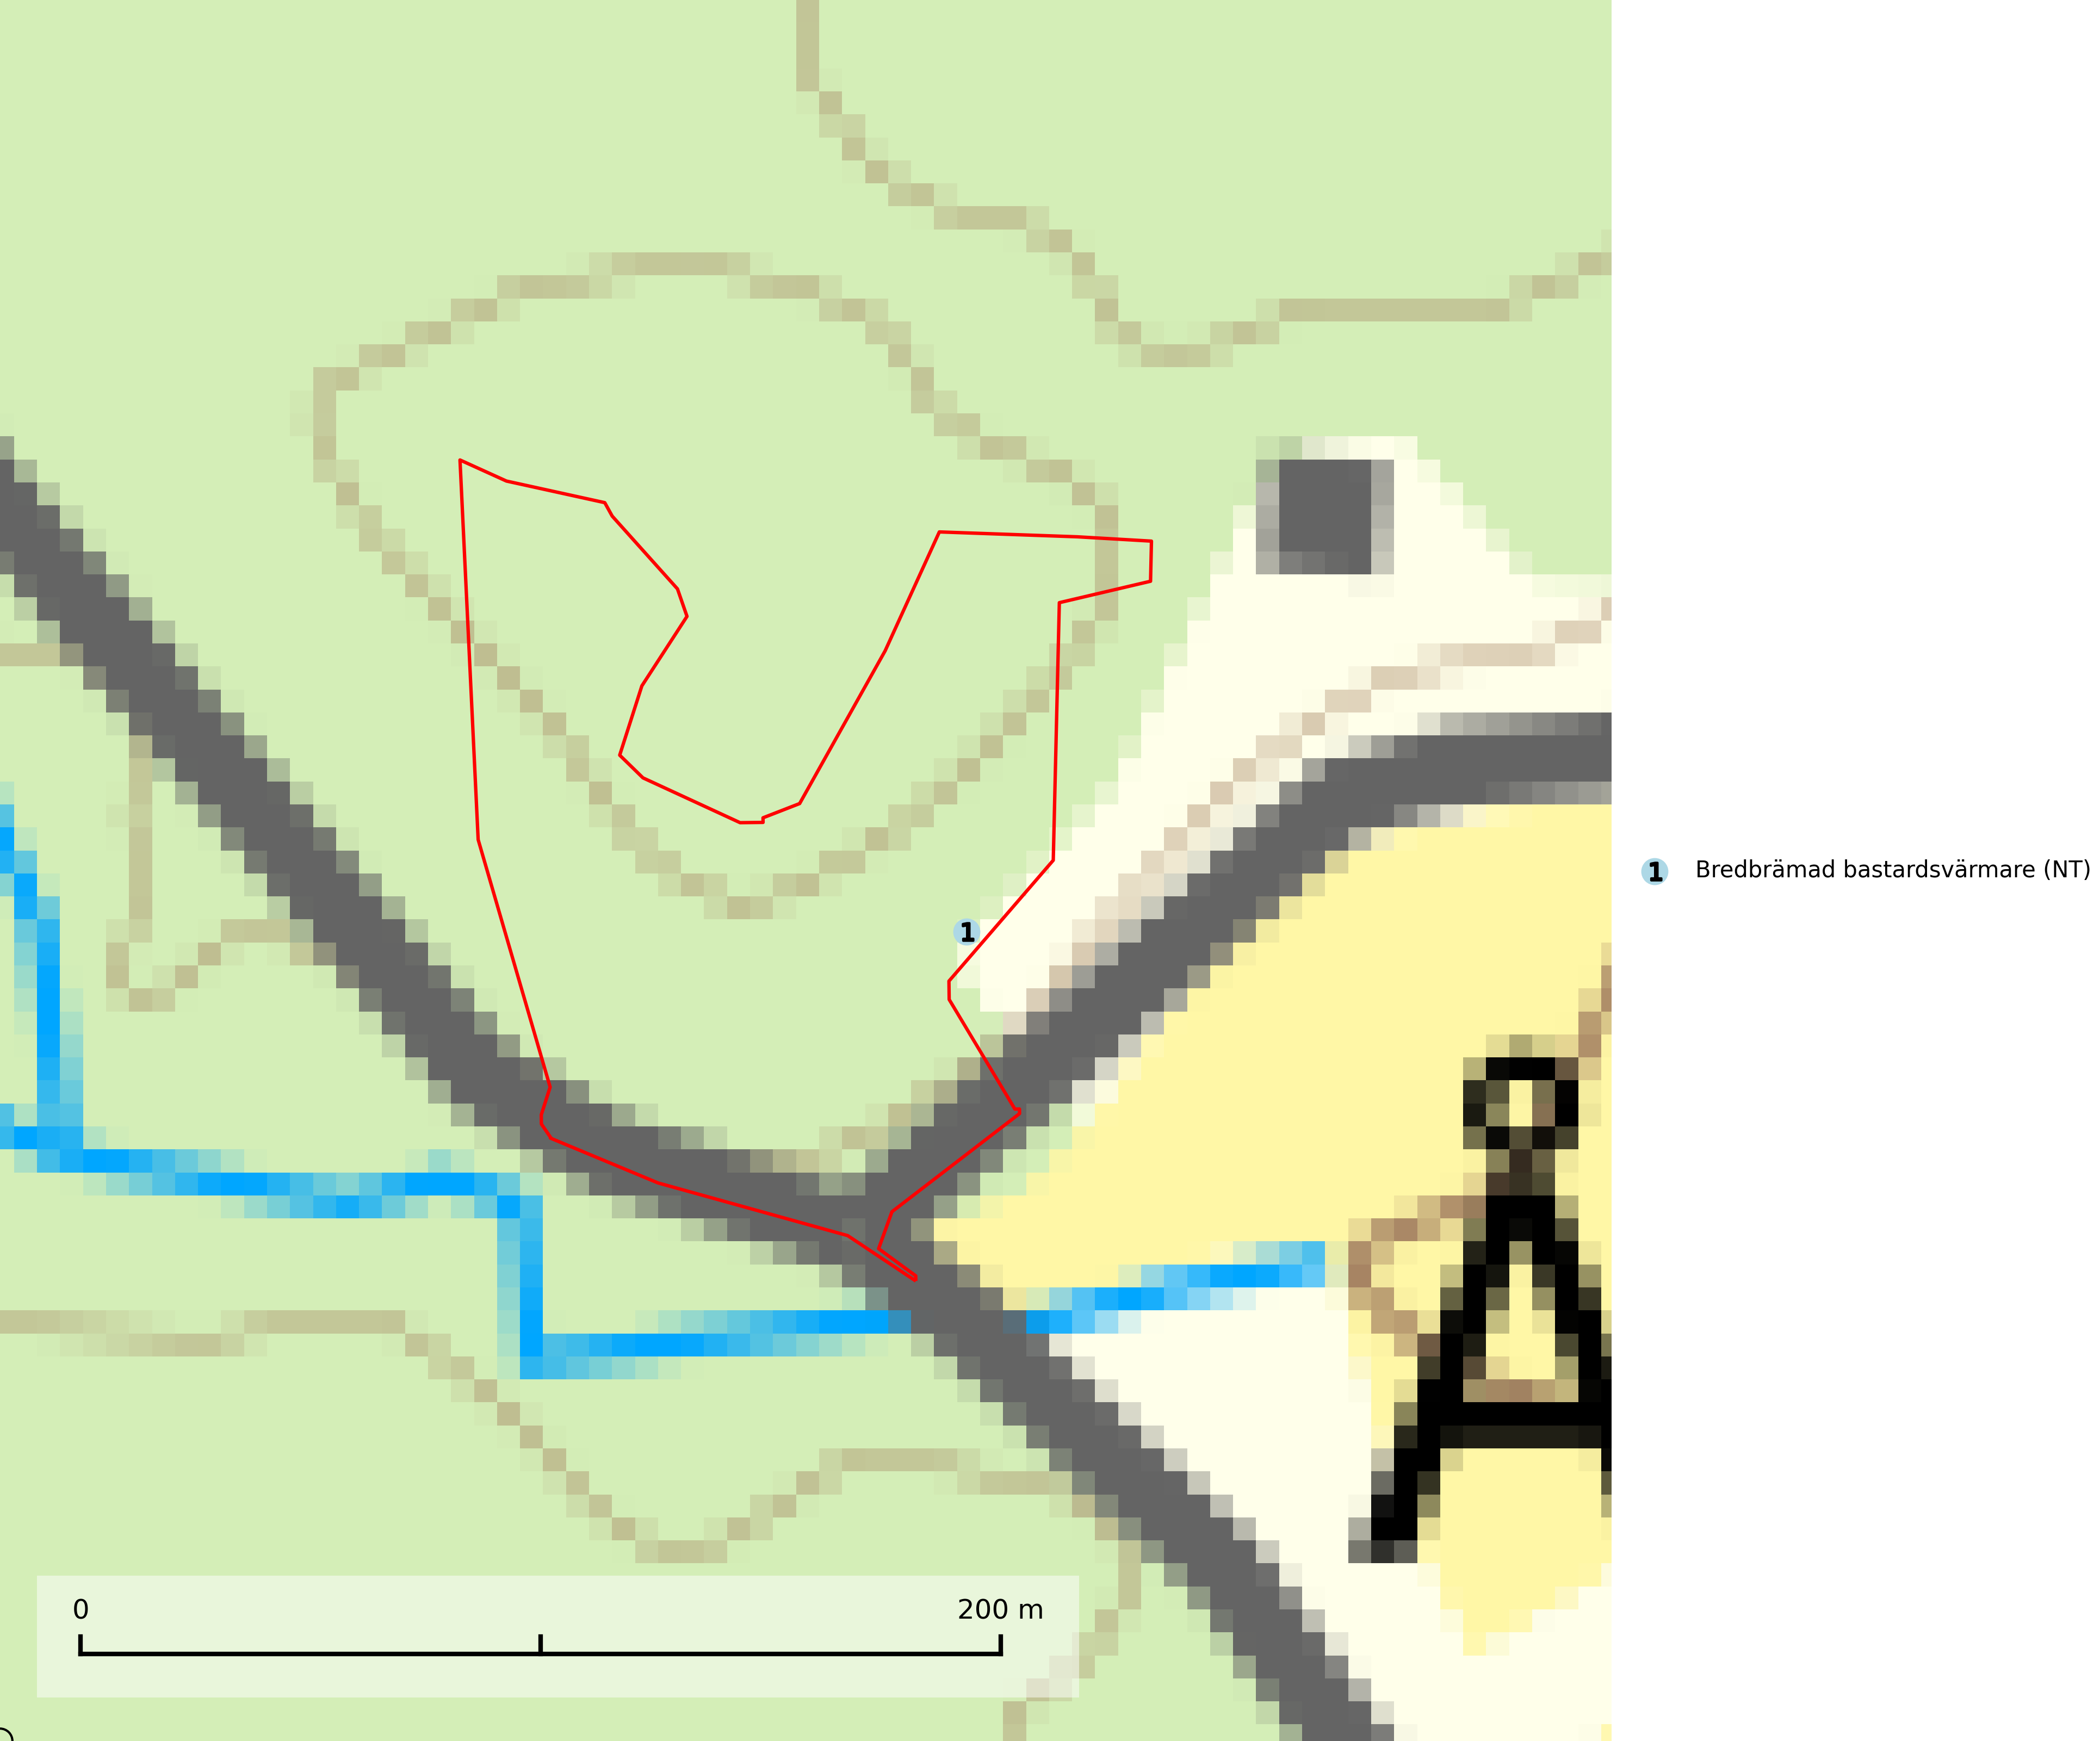 1
1 Bredbrämad bastardsvärmare (NT)
0 200 m